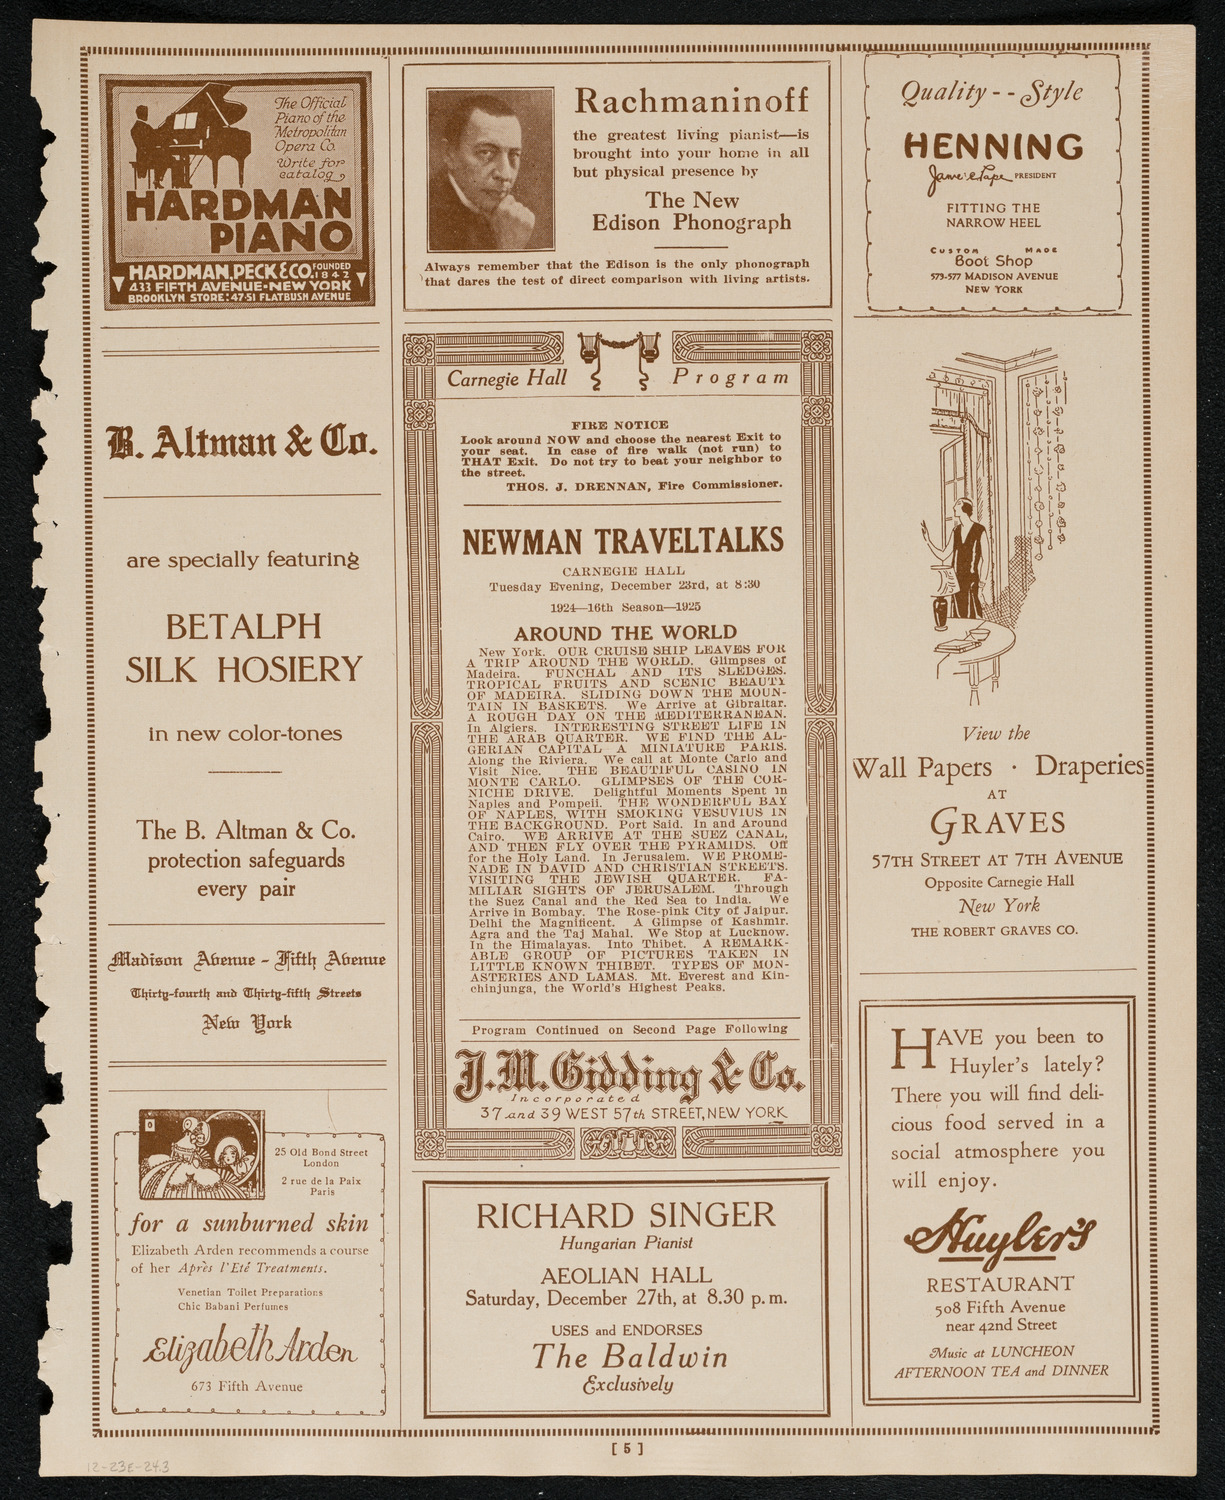 The Official
Piano of the
Metropolitan
Opera Co.
Write for
catalog
HARDMAN
PIANO
HARDMAN, PECK & CO. FOUNDED 1842
433 FIFTH AVENUE · NEW YORK
BROOKLYN STORE: 47-51 FLATBUSH AVENUE
B. Altman & Co.
are specially featuring
BETALPH
SILK HOSIERY
in new color-tones
The B. Altman & Co.
protection safeguards
every pair
Madison Avenue - Fifth Avenue
Thirty-fourth and Thirty-fifth Streets
New York
25 Old Bond Street
London
2 rue de la Paix
Paris
for a sunburned skin
Elizabeth Arden recommends a course
of her Après l'Eté Treatments.
Venetian Toilet Preparations
Chic Babani Perfumes
Elizabeth Arden
673 Fifth Avenue
Rachmaninoff
the greatest living pianist—is
brought into your home in all
but physical presence by
The New
Edison Phonograph
Always remember that the Edison is the only phonograph
that dares the test of direct comparison with living artists.
Carnegie Hall Program
FIRE NOTICE
Look around NOW and choose the nearest Exit to
your seat. In case of fire walk (not run) to
THAT Exit. Do not try to beat your neighbor to
the street.
THOS. J. DRENNAN, Fire Commissioner.
NEWMAN TRAVELTALKS
CARNEGIE HALL
Tuesday Evening, December 23rd, at 8:30
1924—16th Season—1925
AROUND THE WORLD
New York. OUR CRUISE SHIP LEAVES FOR
A TRIP AROUND THE WORLD. Glimpses of
Madeira. FUNCHAL AND ITS SLEDGES.
TROPICAL FRUITS AND SCENIC BEAUTY
OF MADEIRA. SLIDING DOWN THE MOUN-
TAIN IN BASKETS. We Arrive at Gibraltar.
A ROUGH DAY ON THE MEDITERRANEAN.
In Algiers. INTERESTING STREET LIFE IN
THE ARAB QUARTER. WE FIND THE AL-
GERIAN CAPITAL A MINIATURE PARIS.
Along the Riviera. We call at Monte Carlo and
Visit Nice. THE BEAUTIFUL CASINO IN
MONTE CARLO. GLIMPSES OF THE COR-
NICHE DRIVE. Delightful Moments Spent in
Naples and Pompeii. THE WONDERFUL BAY
OF NAPLES, WITH SMOKING VESUVIUS IN
THE BACKGROUND. Port Said. In and Around
Cairo. WE ARRIVE AT THE SUEZ CANAL,
AND THEN FLY OVER THE PYRAMIDS. Off
for the Holy Land. In Jerusalem. WE PROME-
NADE IN DAVID AND CHRISTIAN STREETS.
VISITING THE JEWISH QUARTER. FA-
MILIAR SIGHTS OF JERUSALEM. Through
the Suez Canal and the Red Sea to India. We
Arrive in Bombay. The Rose-pink City of Jaipur.
Delhi the Magnificent. A Glimpse of Kashmir.
Agra and the Taj Mahal. We Stop at Lucknow.
In the Himalayas. Into Thibet. A REMARK-
ABLE GROUP OF PICTURES TAKEN IN
LITTLE KNOWN THIBET. TYPES OF MON-
ASTERIES AND LAMAS. Mt. Everest and Kin-
chinjunga, the World's Highest Peaks.
Program Continued on Second Page Following
J. M. Gidding & Co.
Incorporated
37 and 39 WEST 57th STREET, NEW YORK
RICHARD SINGER
Hungarian Pianist
AEOLIAN HALL
Saturday, December 27th, at 8.30 p. m.
USES and ENDORSES
The Baldwin
Exclusively
Quality - - Style
HENNING
PRESIDENT
FITTING THE
NARROW HEEL
CUSTOM MADE
Boot Shop
573-577 MADISON AVENUE
NEW YORK
View the
Wall Papers · Draperies
AT
GRAVES
57TH STREET AT 7TH AVENUE
Opposite Carnegie Hall
New York
THE ROBERT GRAVES CO.
HAVE you been to
Huyler's lately?
There you will find deli-
cious food served in a
social atmosphere you
will enjoy.
Huyler's
RESTAURANT
508 Fifth Avenue
near 42nd Street
Music at LUNCHEON
AFTERNOON TEA and DINNER
[ 5 ]
12-23E-24.3